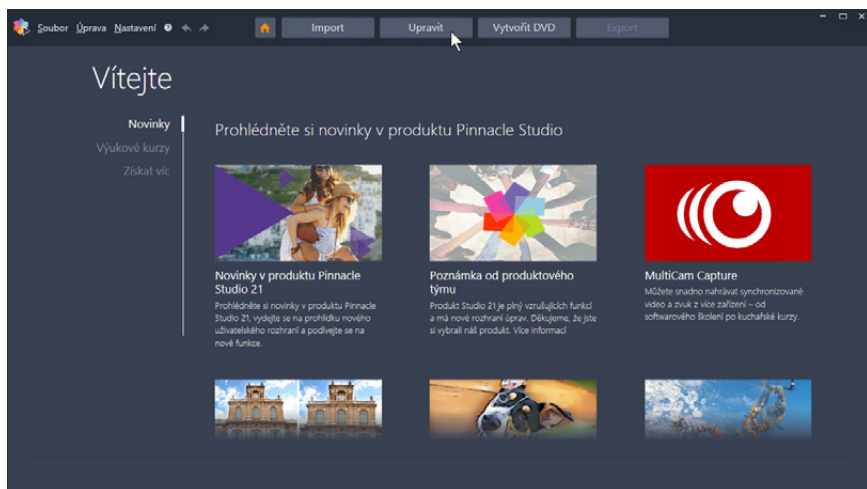 Soubor Úprava Nastavení
Import
Upravit
Vytvořit DVD
Export
Vítejte
Novinky
Výukové kurzy
Získat víc
Prohlédněte si novinky v produktu Pinnacle Studio
Novinky v produktu Pinnacle
Studio 21
Prohlédněte si novinky v produktu Pinnacle
Studio 21, vydejte se na prohlídku nového
uživatelského rozhraní a podívejte se na
nové funkce.
Poznámka od produktového
týmu
Produkt Studio 21 je plný vzrušujících funkcí
a má nové rozhraní úprav. Děkujeme, že jste
si vybrali náš produkt. Více informací
MultiCam Capture
Můžete snadno nahrávat synchronizované
video a zvuk z více zařízení – od
softwarového školení po kuchařské kurzy.